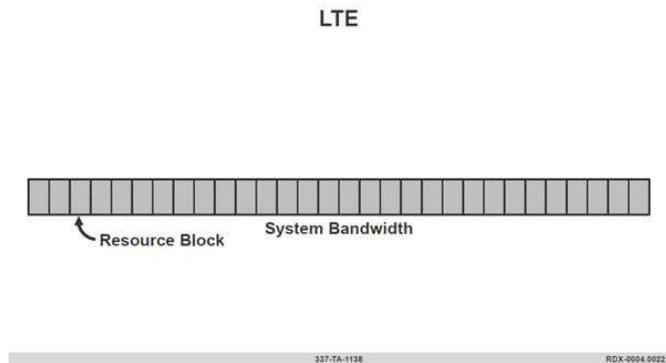 LTE
Resource Block
System Bandwidth
337-TA-1138
RDX-0004.0022